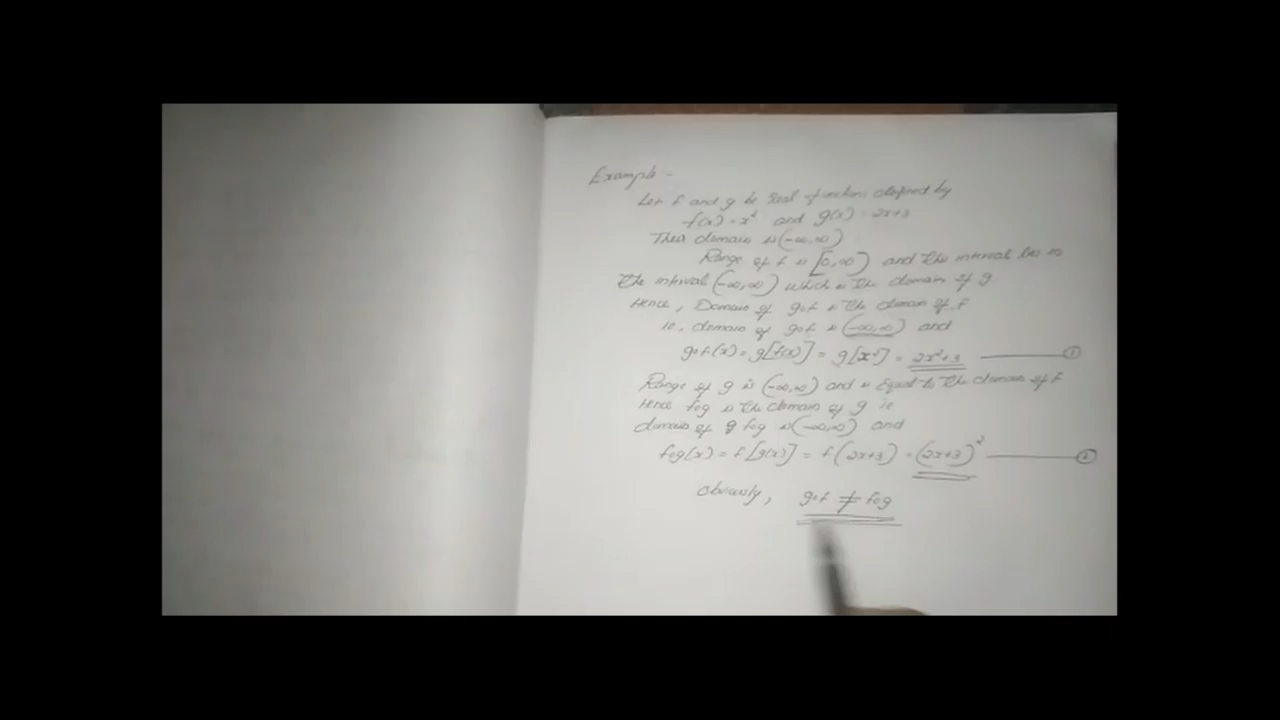 Example :-
Let f and g be real functions defined by
f(x) = x² and g(x) = 2x+3
Their domain is (-∞,∞)
Range of f is [0,∞) and the interval lies in
the interval (-∞,∞) which is the domain of g
Hence, Domain of gof is the domain of f
ie. domain of gof is (-∞,∞) and
gof(x) = g[f(x)] = g[x²] = 2x²+3 ①
Range of g is (-∞,∞) and is equal to the domain of f
Hence fog is the domain of g ie
domain of fog is (-∞,∞) and
fog(x) = f[g(x)] = f(2x+3) = (2x+3)² ②
Obviously, gof ≠ fog